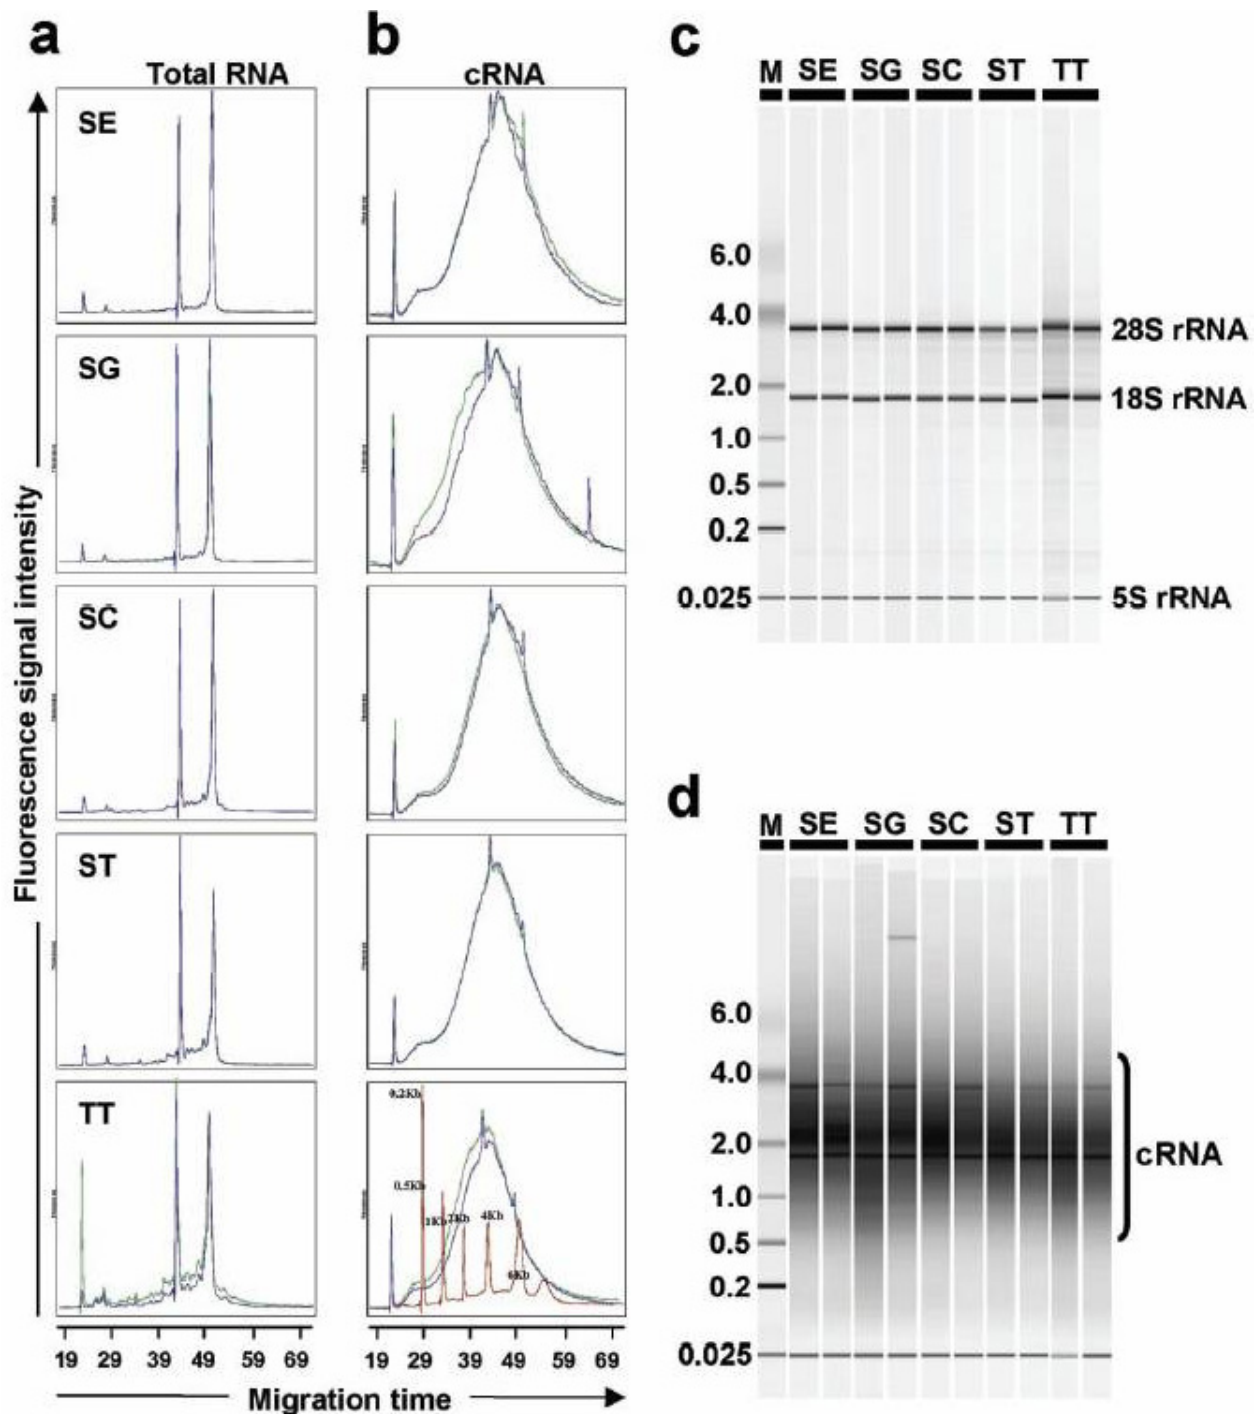 a
Total RNA
SE
SG
SC
ST
TT
Fluorescence signal intensity
19 29 39 49 59 69
b
cRNA
0.2Kb
0.5Kb
1Kb
2Kb
4Kb
6Kb
19 29 39 49 59 69
Migration time
c
M SE SG SC ST TT
6.0
4.0
28S rRNA
2.0
18S rRNA
1.0
0.5
0.2
0.025
5S rRNA
d
M SE SG SC ST TT
6.0
4.0
2.0
cRNA
1.0
0.5
0.2
0.025